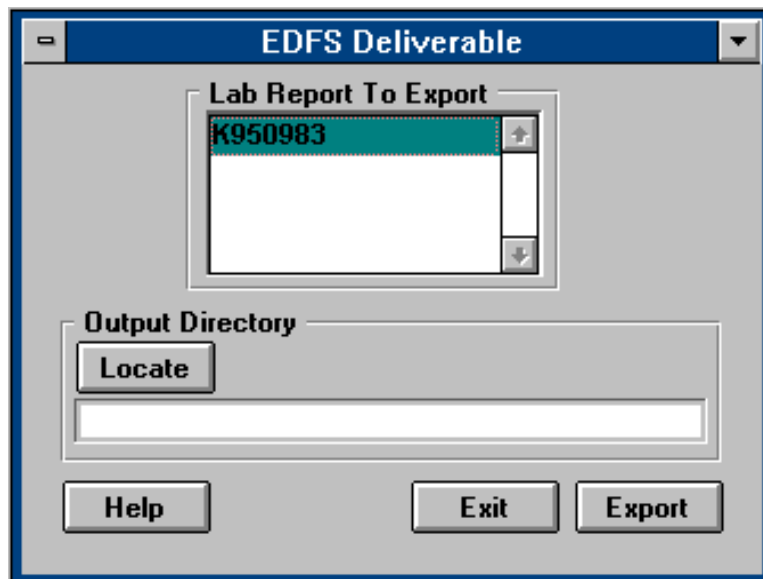 EDFS Deliverable
Lab Report To Export
K950983
Output Directory
Locate
Help Exit Export